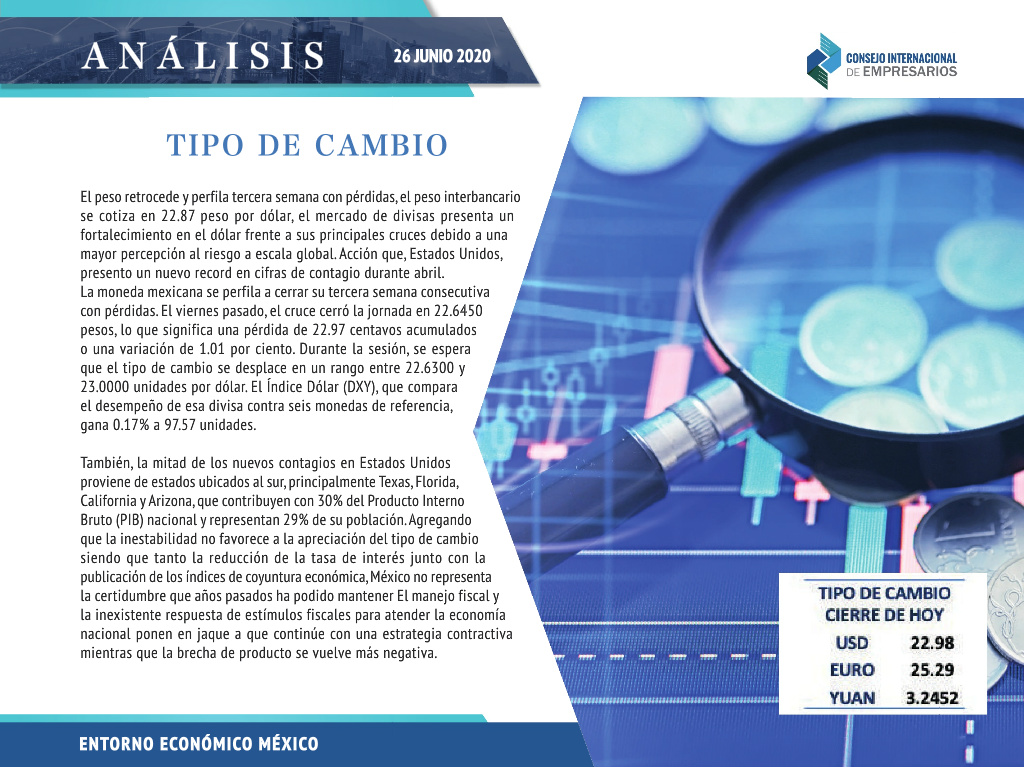 ANÁLISIS
26 JUNIO 2020
CONSEJO INTERNACIONAL
DE EMPRESARIOS
TIPO DE CAMBIO
El peso retrocede y perfila tercera semana con pérdidas, el peso interbancario
se cotiza en 22.87 peso por dólar, el mercado de divisas presenta un
fortalecimiento en el dólar frente a sus principales cruces debido a una
mayor percepción al riesgo a escala global. Acción que, Estados Unidos,
presento un nuevo record en cifras de contagio durante abril.
La moneda mexicana se perfila a cerrar su tercera semana consecutiva
con pérdidas. El viernes pasado, el cruce cerró la jornada en 22.6450
pesos, lo que significa una pérdida de 22.97 centavos acumulados
o una variación de 1.01 por ciento. Durante la sesión, se espera
que el tipo de cambio se desplace en un rango entre 22.6300 y
23.0000 unidades por dólar. El Índice Dólar (DXY), que compara
el desempeño de esa divisa contra seis monedas de referencia,
gana 0.17% a 97.57 unidades.
También, la mitad de los nuevos contagios en Estados Unidos
proviene de estados ubicados al sur, principalmente Texas, Florida,
California y Arizona, que contribuyen con 30% del Producto Interno
Bruto (PIB) nacional y representan 29% de su población. Agregando
que la inestabilidad no favorece a la apreciación del tipo de cambio
siendo que tanto la reducción de la tasa de interés junto con la
publicación de los índices de coyuntura económica, México no representa
la certidumbre que años pasados ha podido mantener El manejo fiscal y
la inexistente respuesta de estímulos fiscales para atender la economía
nacional ponen en jaque a que continúe con una estrategia contractiva
mientras que la brecha de producto se vuelve más negativa.
TIPO DE CAMBIO
CIERRE DE HOY
USD 22.98
EURO 25.29
YUAN 3.2452
ENTORNO ECONÓMICO MÉXICO